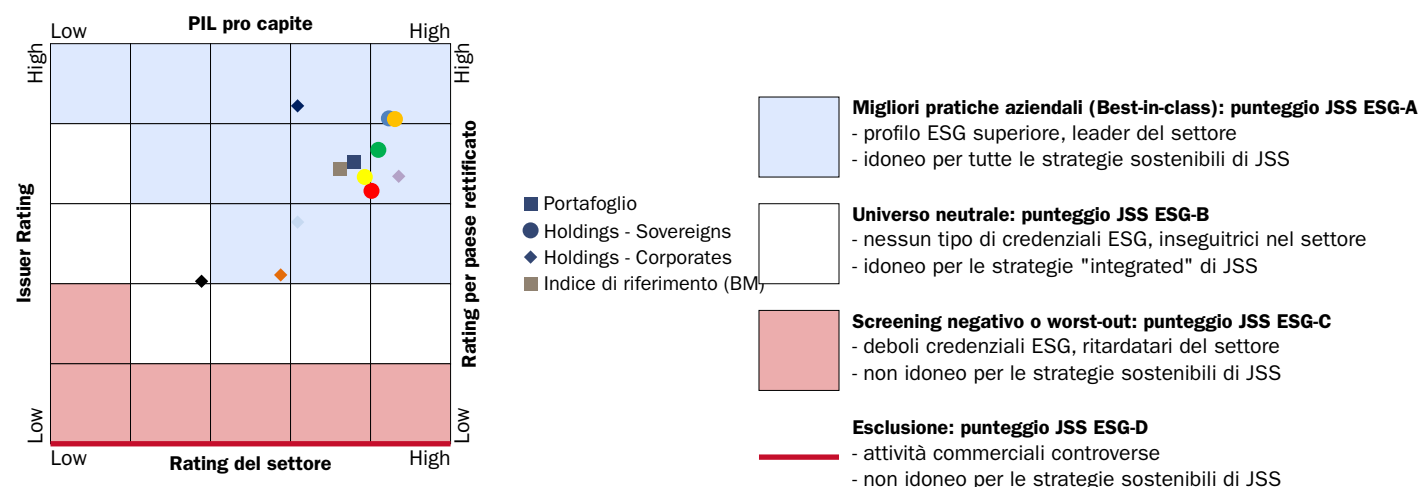 PIL pro capite
Low
High
High
High
Issuer Rating
Rating per paese rettificato
Low
Low
Low
Rating del settore
High
Portafoglio
Holdings - Sovereigns
Holdings - Corporates
Indice di riferimento (BM)
Migliori pratiche aziendali (Best-in-class): punteggio JSS ESG-A
- profilo ESG superiore, leader del settore
- idoneo per tutte le strategie sostenibili di JSS
Universo neutrale: punteggio JSS ESG-B
- nessun tipo di credenziali ESG, inseguitrici nel settore
- idoneo per le strategie "integrated" di JSS
Screening negativo o worst-out: punteggio JSS ESG-C
- deboli credenziali ESG, ritardatari del settore
- non idoneo per le strategie sostenibili di JSS
Esclusione: punteggio JSS ESG-D
- attività commerciali controverse
- non idoneo per le strategie sostenibili di JSS